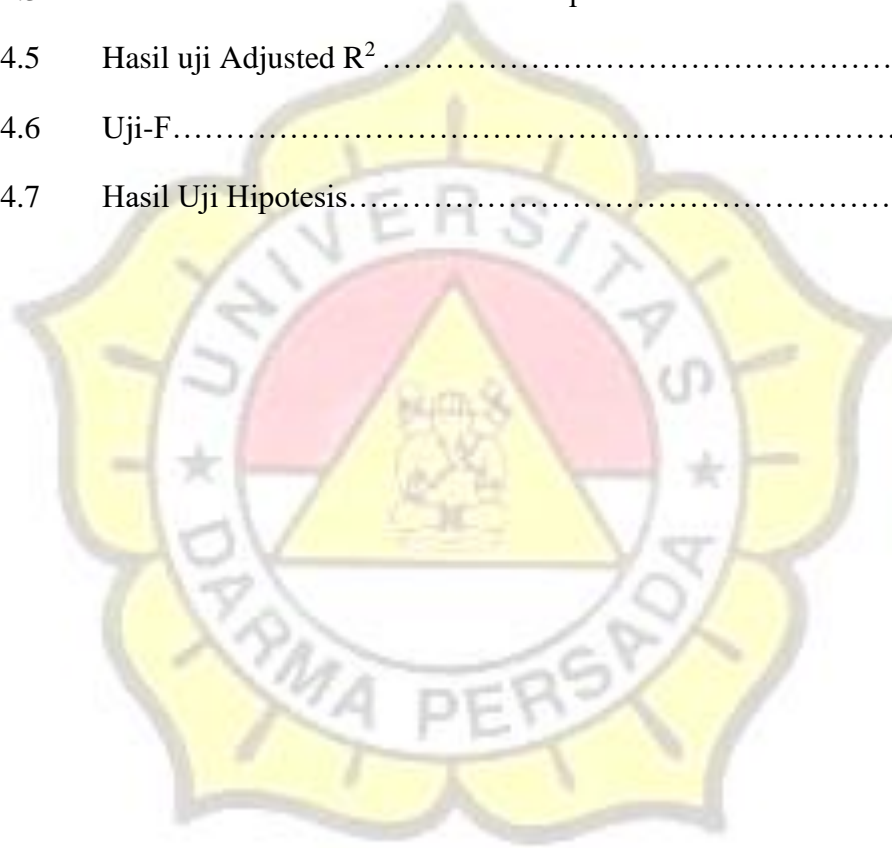 4.5 Hasil uji Adjusted R² ……………………………………………
4.6 Uji-F……………………………………………………………
4.7 Hasil Uji Hipotesis……………………………………………
UNIVERSITAS
DARMA PERSADA